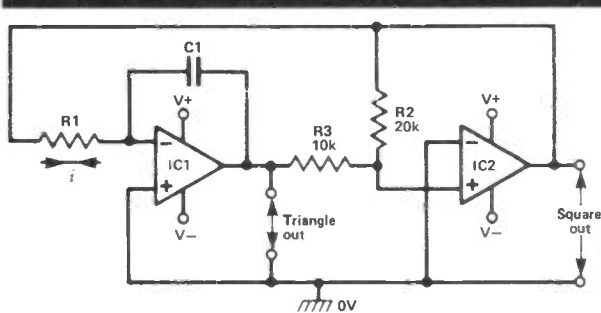 C1
V+
R1
i
−
IC1
+
V−
R3
10k
R2
20k
V+
−
IC2
+
V−
Triangle
out
Square
out
0V